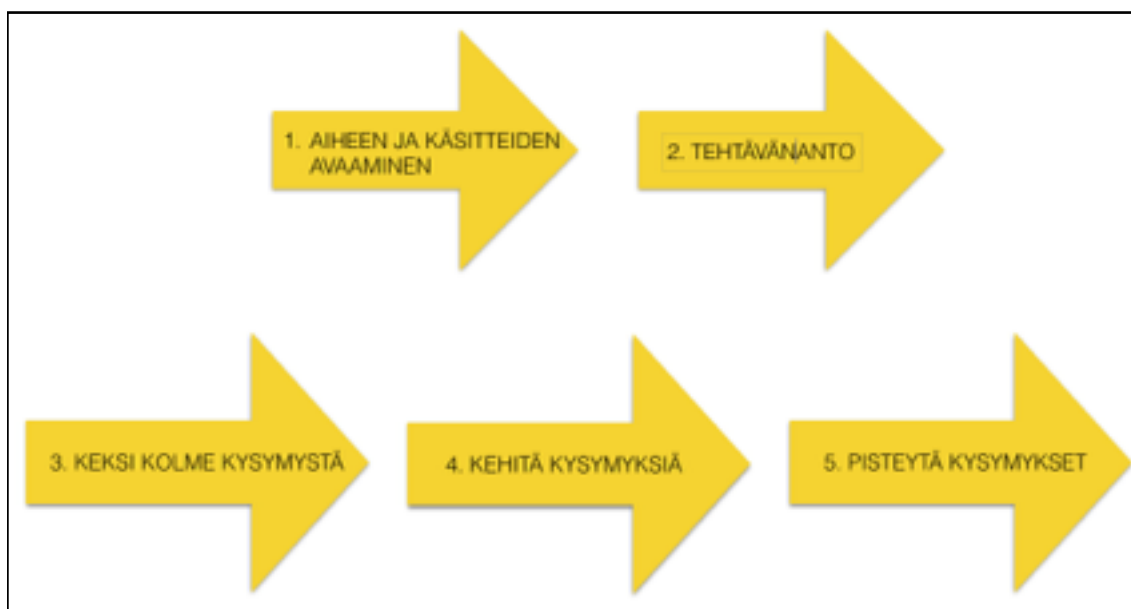 1. AIHEEN JA KÄSITTEIDEN
AVAAMINEN
2. TEHTÄVÄNANTO
3. KEKSI KOLME KYSYMYSTÄ
4. KEHITÄ KYSYMYKSIÄ
5. PISTEYTÄ KYSYMYKSET